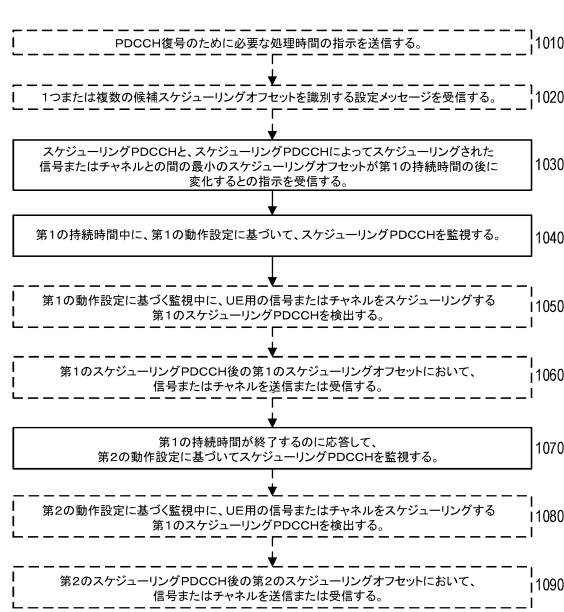 PDCCH復号のために必要な処理時間の指示を送信する。
1010
1つまたは複数の候補スケジューリングオフセットを識別する設定メッセージを受信する。
1020
スケジューリングPDCCHと、スケジューリングPDCCHによってスケジューリングされた
信号またはチャネルとの間の最小のスケジューリングオフセットが第1の持続時間の後に
変化するとの指示を受信する。
1030
第1の持続時間中に、第1の動作設定に基づいて、スケジューリングPDCCHを監視する。
1040
第1の動作設定に基づく監視中に、UE用の信号またはチャネルをスケジューリングする
第1のスケジューリングPDCCHを検出する。
1050
第1のスケジューリングPDCCH後の第1のスケジューリングオフセットにおいて、
信号またはチャネルを送信または受信する。
1060
第1の持続時間が終了するのに応答して、
第2の動作設定に基づいてスケジューリングPDCCHを監視する。
1070
第2の動作設定に基づく監視中に、UE用の信号またはチャネルをスケジューリングする
第1のスケジューリングPDCCHを検出する。
1080
第2のスケジューリングPDCCH後の第2のスケジューリングオフセットにおいて、
信号またはチャネルを送信または受信する。
1090